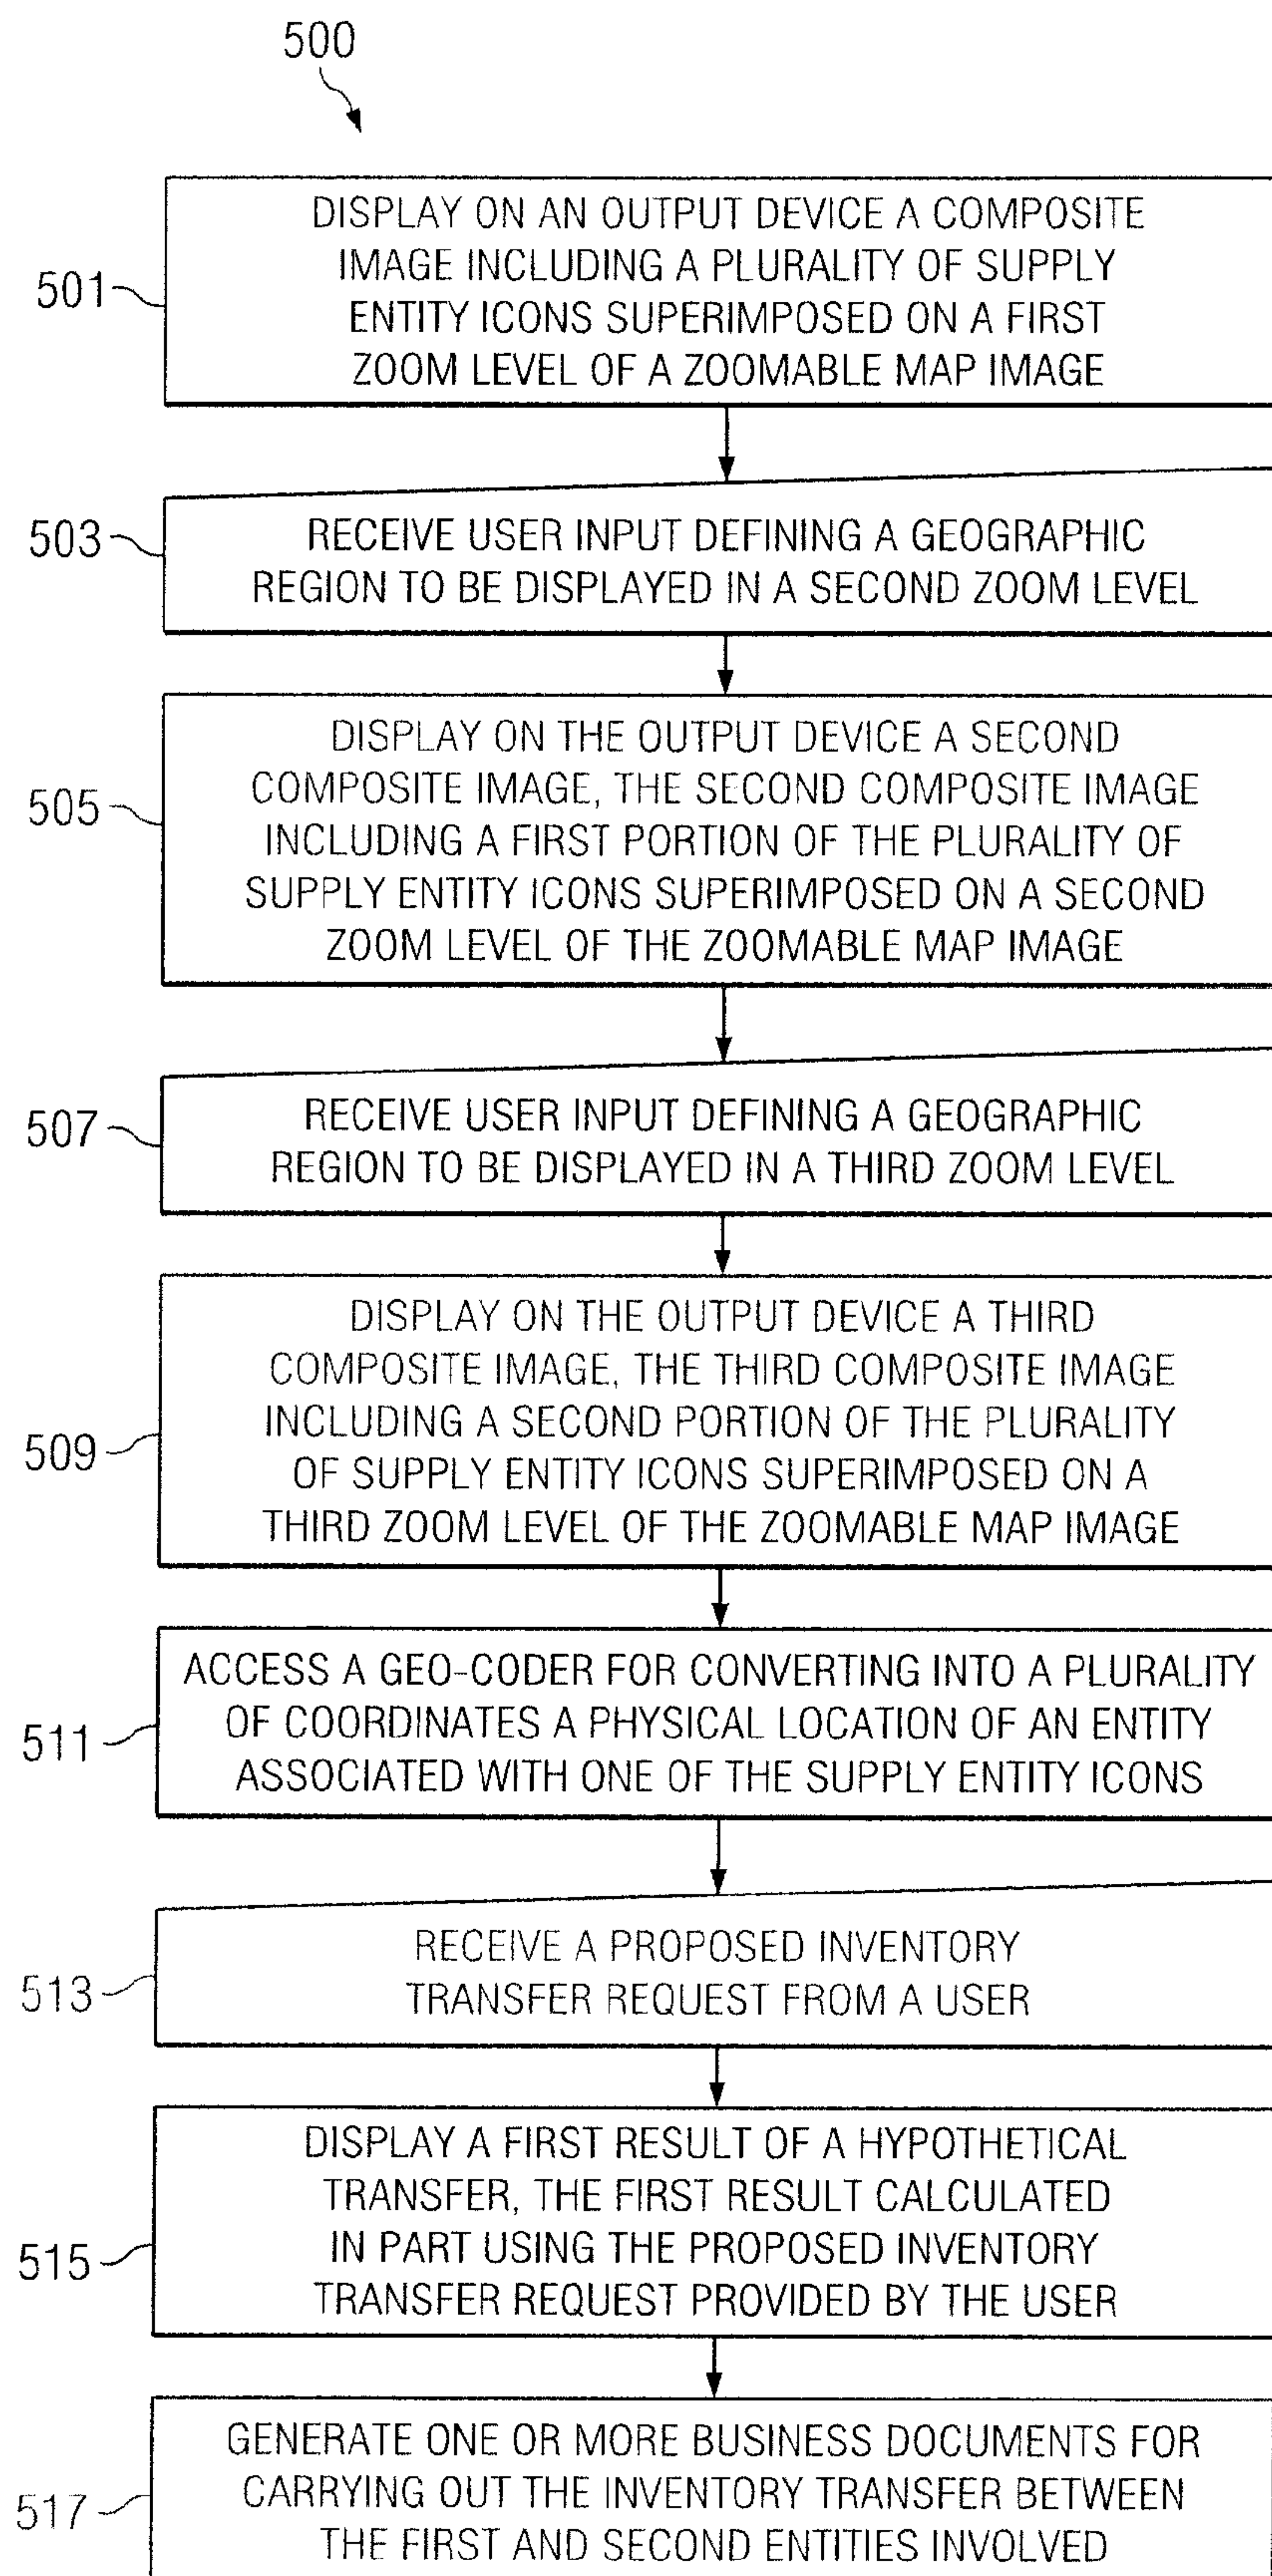 500
501
DISPLAY ON AN OUTPUT DEVICE A COMPOSITE
IMAGE INCLUDING A PLURALITY OF SUPPLY
ENTITY ICONS SUPERIMPOSED ON A FIRST
ZOOM LEVEL OF A ZOOMABLE MAP IMAGE
503
RECEIVE USER INPUT DEFINING A GEOGRAPHIC
REGION TO BE DISPLAYED IN A SECOND ZOOM LEVEL
505
DISPLAY ON THE OUTPUT DEVICE A SECOND
COMPOSITE IMAGE, THE SECOND COMPOSITE IMAGE
INCLUDING A FIRST PORTION OF THE PLURALITY OF
SUPPLY ENTITY ICONS SUPERIMPOSED ON A SECOND
ZOOM LEVEL OF THE ZOOMABLE MAP IMAGE
507
RECEIVE USER INPUT DEFINING A GEOGRAPHIC
REGION TO BE DISPLAYED IN A THIRD ZOOM LEVEL
509
DISPLAY ON THE OUTPUT DEVICE A THIRD
COMPOSITE IMAGE, THE THIRD COMPOSITE IMAGE
INCLUDING A SECOND PORTION OF THE PLURALITY
OF SUPPLY ENTITY ICONS SUPERIMPOSED ON A
THIRD ZOOM LEVEL OF THE ZOOMABLE MAP IMAGE
511
ACCESS A GEO-CODER FOR CONVERTING INTO A PLURALITY
OF COORDINATES A PHYSICAL LOCATION OF AN ENTITY
ASSOCIATED WITH ONE OF THE SUPPLY ENTITY ICONS
513
RECEIVE A PROPOSED INVENTORY
TRANSFER REQUEST FROM A USER
515
DISPLAY A FIRST RESULT OF A HYPOTHETICAL
TRANSFER, THE FIRST RESULT CALCULATED
IN PART USING THE PROPOSED INVENTORY
TRANSFER REQUEST PROVIDED BY THE USER
517
GENERATE ONE OR MORE BUSINESS DOCUMENTS FOR
CARRYING OUT THE INVENTORY TRANSFER BETWEEN
THE FIRST AND SECOND ENTITIES INVOLVED